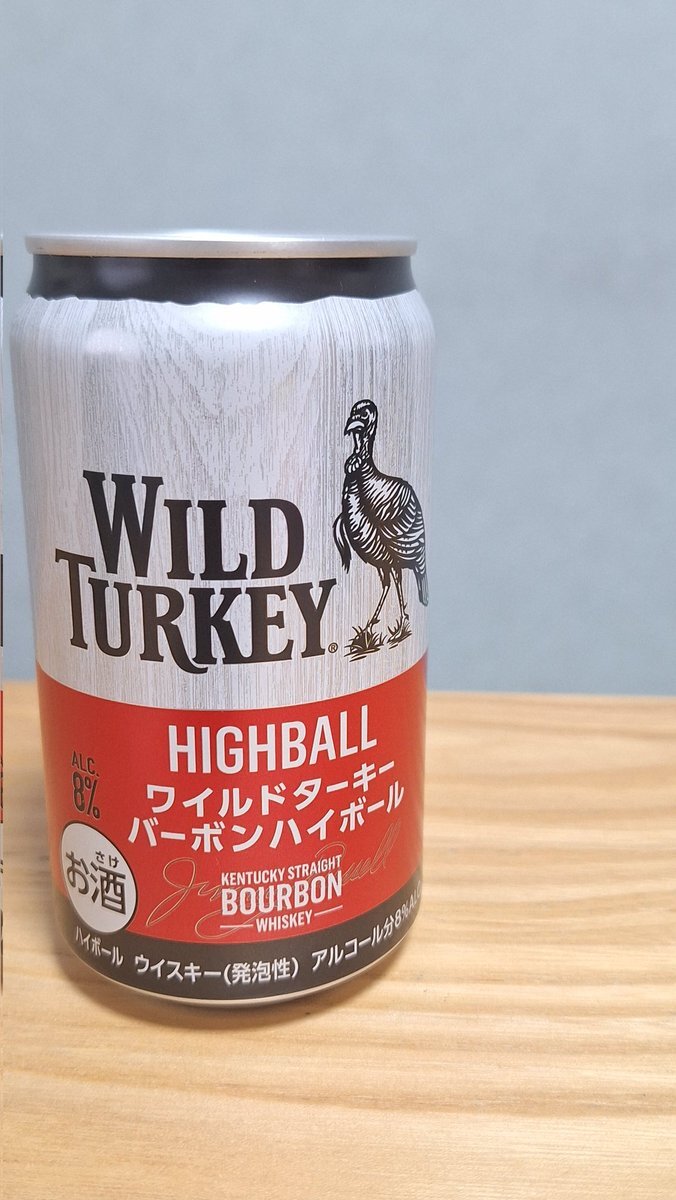 WILD
TURKEY®
HIGHBALL
ALC.
8%
ワイルドターキー
バーボンハイボール
さけ
お酒
KENTUCKY STRAIGHT
BOURBON
WHISKEY
ハイボール ウイスキー(発泡性) アルコール分8%